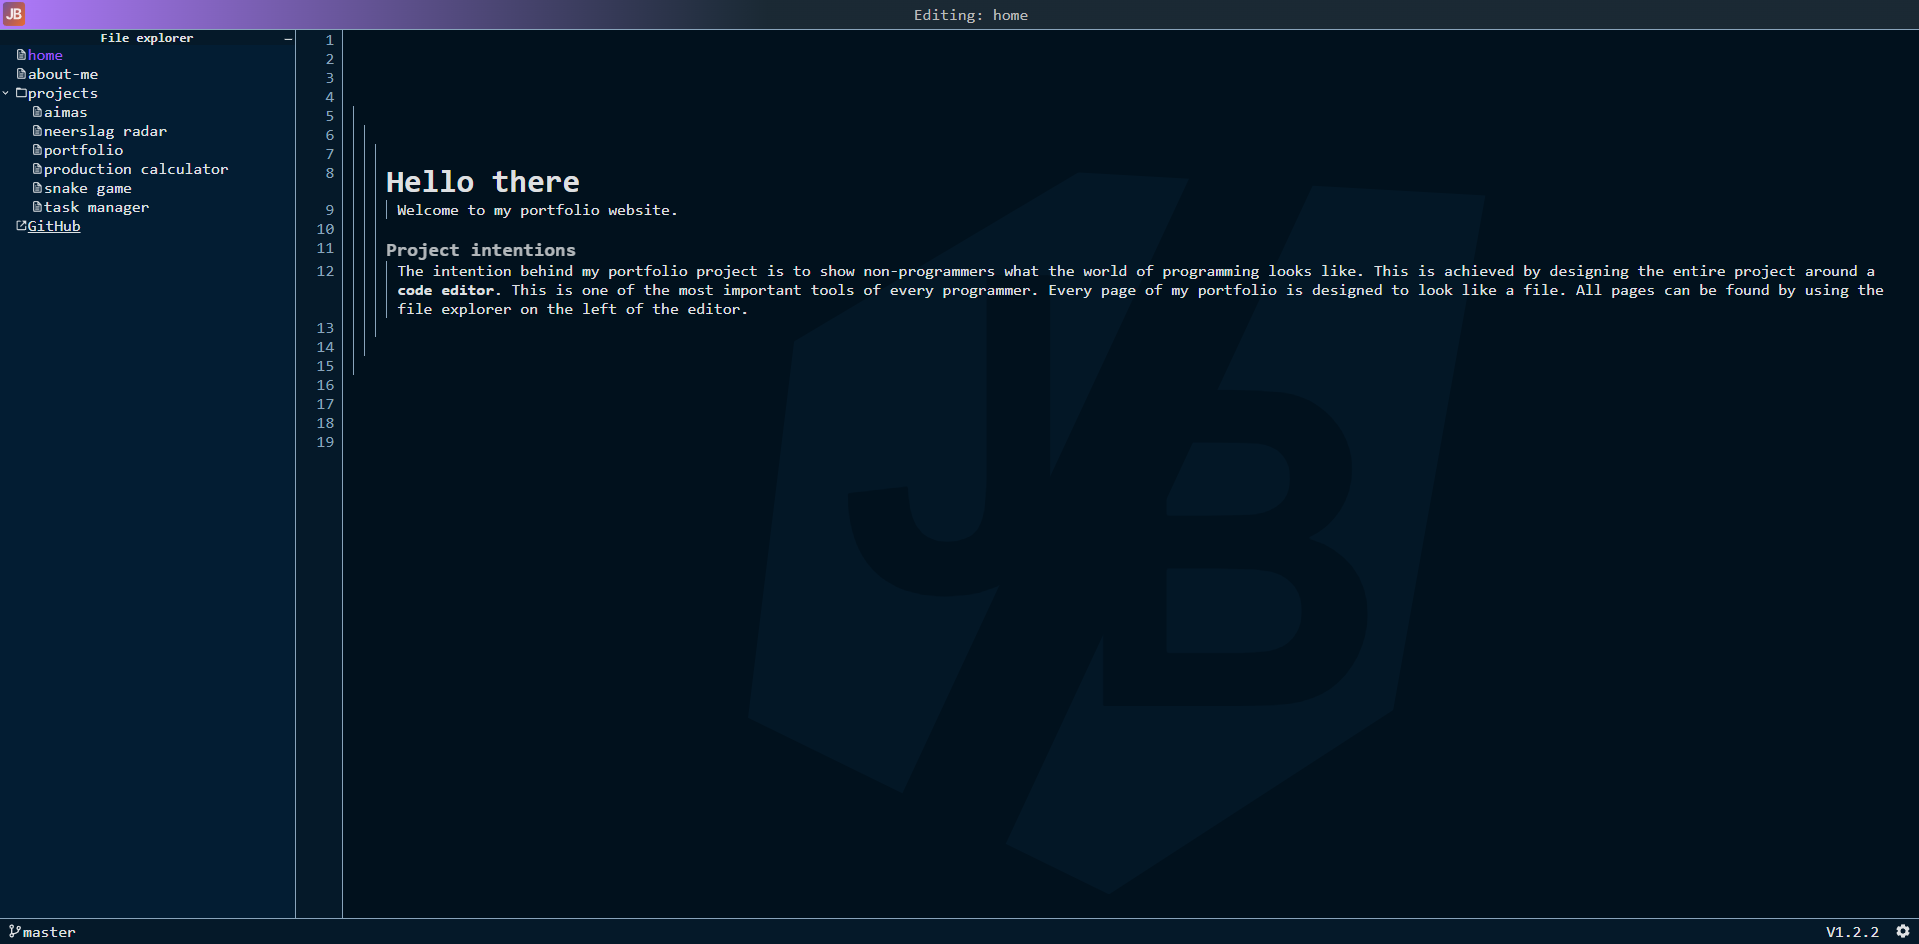 JB
Editing: home
File explorer
home
about-me
projects
aimas
neerslag radar
portfolio
production calculator
snake game
task manager
GitHub
1
2
3
4
5
6
7
8
Hello there
9
Welcome to my portfolio website.
10
11
Project intentions
12
The intention behind my portfolio project is to show non-programmers what the world of programming looks like. This is achieved by designing the entire project around a
code editor. This is one of the most important tools of every programmer. Every page of my portfolio is designed to look like a file. All pages can be found by using the
file explorer on the left of the editor.
13
14
15
16
17
18
19
JB
master
V1.2.2